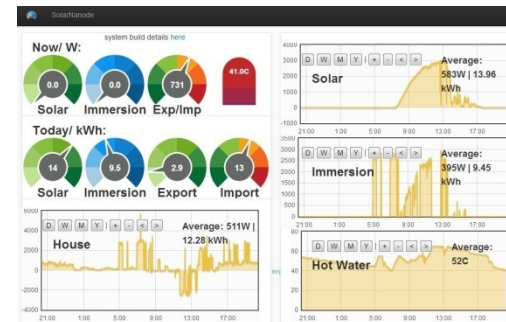 SolarNanode
system build details here
Now/ W:
0.0
0.0
731
41.0C
Solar
Immersion
Exp/Imp
Today/ kWh:
14
9.5
2.9
13
Solar
Immersion
Export
Import
6000
D W M Y | + - < >
Average: 511W |
House
12.28 kWh
4000
2000
0
-2000
-4000
21:00 1:00 5:00 9:00 13:00 17:00
4000
D W M Y | + - < >
Average:
3000
Solar
583W | 13.96
kWh
2000
1000
0
-1000
21:00 1:00 5:00 9:00 13:00 17:00
3500
D W M Y | + - < >
Average:
3000
Immersion
395W | 9.45
kWh
2500
2000
1500
1000
500
0
21:00 1:00 5:00 9:00 13:00 17:00
80
D W M Y | + - < >
Average:
Hot Water
52C
60
40
20
0
21:00 1:00 5:00 9:00 13:00 17:00